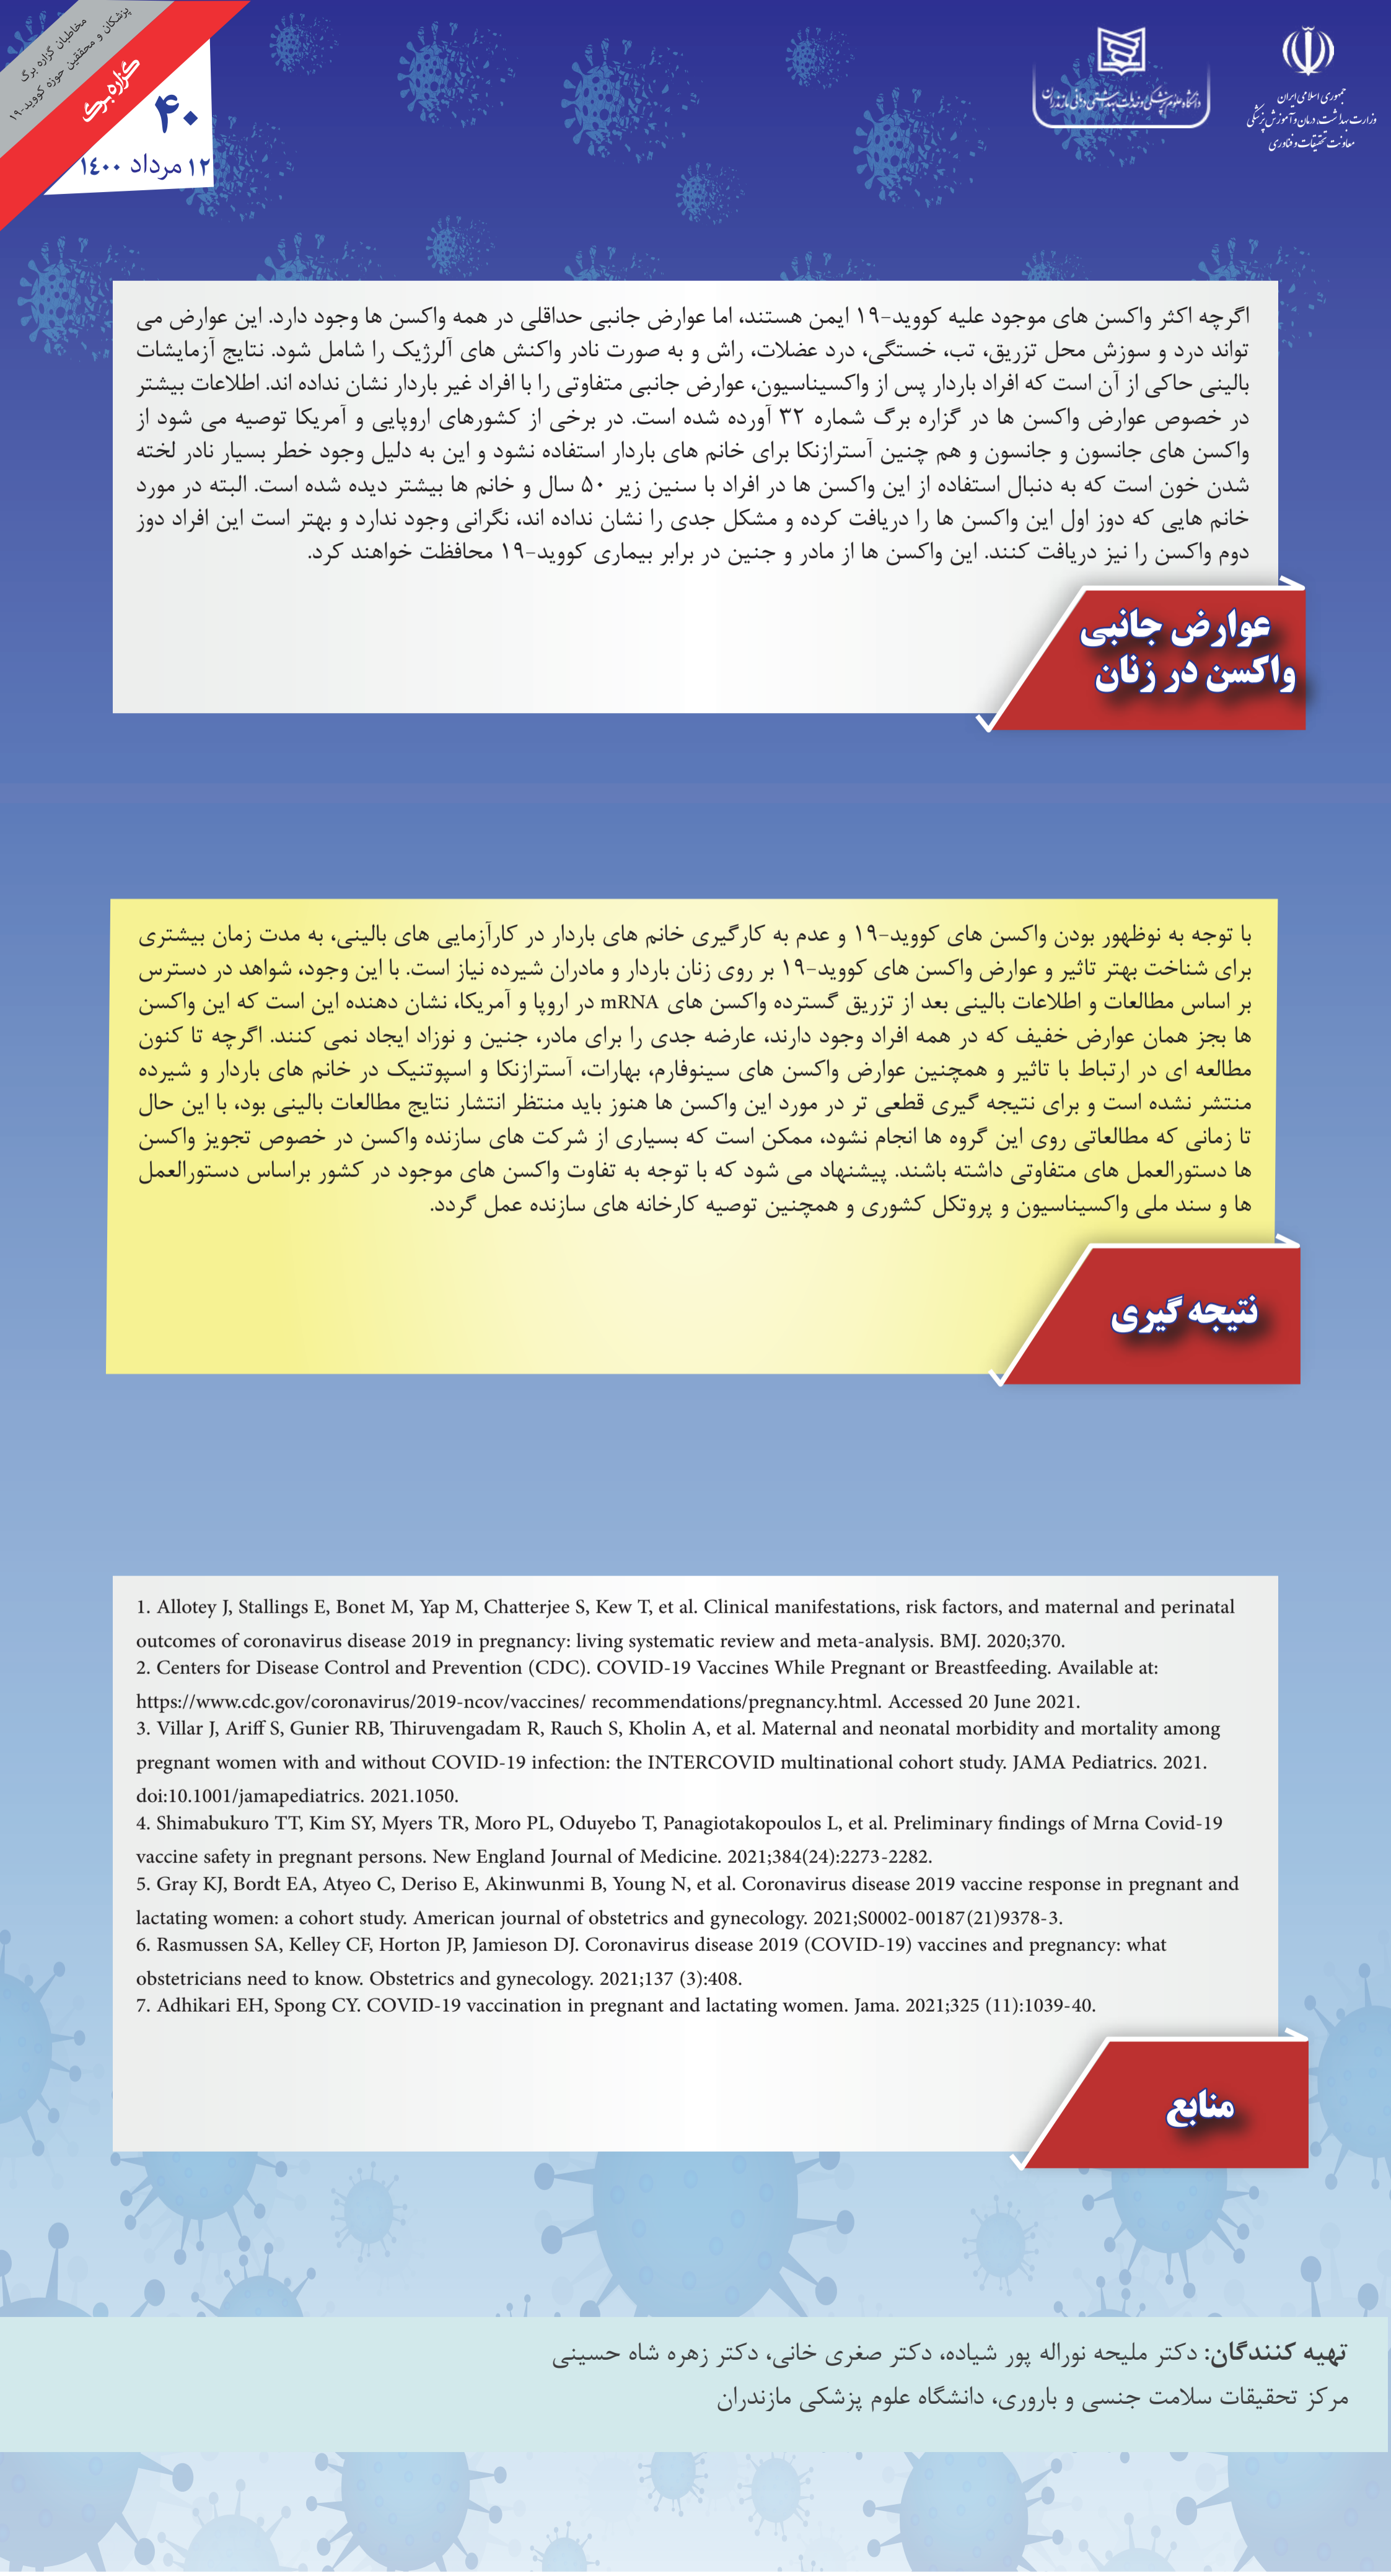 جمهوری اسلامی ایران
وزارت بهداشت، درمان و آموزش پزشکی
معاونت تحقیقات و فناوری
دانشگاه علوم پزشکی و خدمات بهداشتی درمانی مازندران
مخاطبان گزاره برگ
پزشکان و محققین حوزه کووید-۱۹
گزاره‌برگ
۴۰
۱۲ مرداد ۱٤۰۰
اگرچه اکثر واکسن های موجود علیه کووید-۱۹ ایمن هستند، اما عوارض جانبی حداقلی در همه واکسن ها وجود دارد. این عوارض می
تواند درد و سوزش محل تزریق، تب، خستگی، درد عضلات، راش و به صورت نادر واکنش های آلرژیک را شامل شود. نتایج آزمایشات
بالینی حاکی از آن است که افراد باردار پس از واکسیناسیون، عوارض جانبی متفاوتی را با افراد غیر باردار نشان نداده اند. اطلاعات بیشتر
در خصوص عوارض واکسن ها در گزاره برگ شماره ۳۲ آورده شده است. در برخی از کشورهای اروپایی و آمریکا توصیه می شود از
واکسن های جانسون و جانسون و هم چنین آسترازنکا برای خانم های باردار استفاده نشود و این به دلیل وجود خطر بسیار نادر لخته
شدن خون است که به دنبال استفاده از این واکسن ها در افراد با سنین زیر ۵۰ سال و خانم ها بیشتر دیده شده است. البته در مورد
خانم هایی که دوز اول این واکسن ها را دریافت کرده و مشکل جدی را نشان نداده اند، نگرانی وجود ندارد و بهتر است این افراد دوز
دوم واکسن را نیز دریافت کنند. این واکسن ها از مادر و جنین در برابر بیماری کووید-۱۹ محافظت خواهند کرد.
عوارض جانبی
واکسن در زنان
با توجه به نوظهور بودن واکسن های کووید-۱۹ و عدم به کارگیری خانم های باردار در کارآزمایی های بالینی، به مدت زمان بیشتری
برای شناخت بهتر تاثیر و عوارض واکسن های کووید-۱۹ بر روی زنان باردار و مادران شیرده نیاز است. با این وجود، شواهد در دسترس
بر اساس مطالعات و اطلاعات بالینی بعد از تزریق گسترده واکسن های mRNA در اروپا و آمریکا، نشان دهنده این است که این واکسن
ها بجز همان عوارض خفیف که در همه افراد وجود دارند، عارضه جدی را برای مادر، جنین و نوزاد ایجاد نمی کنند. اگرچه تا کنون
مطالعه ای در ارتباط با تاثیر و همچنین عوارض واکسن های سینوفارم، بهارات، آسترازنکا و اسپوتنیک در خانم های باردار و شیرده
منتشر نشده است و برای نتیجه گیری قطعی تر در مورد این واکسن ها هنوز باید منتظر انتشار نتایج مطالعات بالینی بود، با این حال
تا زمانی که مطالعاتی روی این گروه ها انجام نشود، ممکن است که بسیاری از شرکت های سازنده واکسن در خصوص تجویز واکسن
ها دستورالعمل های متفاوتی داشته باشند. پیشنهاد می شود که با توجه به تفاوت واکسن های موجود در کشور براساس دستورالعمل
ها و سند ملی واکسیناسیون و پروتکل کشوری و همچنین توصیه کارخانه های سازنده عمل گردد.
نتیجه گیری
1. Allotey J, Stallings E, Bonet M, Yap M, Chatterjee S, Kew T, et al. Clinical manifestations, risk factors, and maternal and perinatal
outcomes of coronavirus disease 2019 in pregnancy: living systematic review and meta-analysis. BMJ. 2020;370.
2. Centers for Disease Control and Prevention (CDC). COVID-19 Vaccines While Pregnant or Breastfeeding. Available at:
https://www.cdc.gov/coronavirus/2019-ncov/vaccines/ recommendations/pregnancy.html. Accessed 20 June 2021.
3. Villar J, Ariff S, Gunier RB, Thiruvengadam R, Rauch S, Kholin A, et al. Maternal and neonatal morbidity and mortality among
pregnant women with and without COVID-19 infection: the INTERCOVID multinational cohort study. JAMA Pediatrics. 2021.
doi:10.1001/jamapediatrics. 2021.1050.
4. Shimabukuro TT, Kim SY, Myers TR, Moro PL, Oduyebo T, Panagiotakopoulos L, et al. Preliminary findings of Mrna Covid-19
vaccine safety in pregnant persons. New England Journal of Medicine. 2021;384(24):2273-2282.
5. Gray KJ, Bordt EA, Atyeo C, Deriso E, Akinwunmi B, Young N, et al. Coronavirus disease 2019 vaccine response in pregnant and
lactating women: a cohort study. American journal of obstetrics and gynecology. 2021;S0002-00187(21)9378-3.
6. Rasmussen SA, Kelley CF, Horton JP, Jamieson DJ. Coronavirus disease 2019 (COVID-19) vaccines and pregnancy: what
obstetricians need to know. Obstetrics and gynecology. 2021;137 (3):408.
7. Adhikari EH, Spong CY. COVID-19 vaccination in pregnant and lactating women. Jama. 2021;325 (11):1039-40.
منابع
تهیه کنندگان: دکتر ملیحه نوراله پور شیاده، دکتر صغری خانی، دکتر زهره شاه حسینی
مرکز تحقیقات سلامت جنسی و باروری، دانشگاه علوم پزشکی مازندران